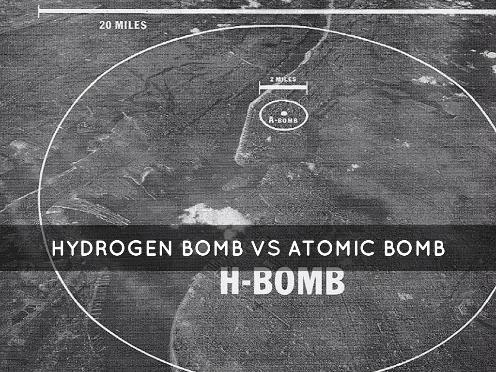 20 MILES
2 MILES
A-BOMB
HYDROGEN BOMB VS ATOMIC BOMB
H-BOMB